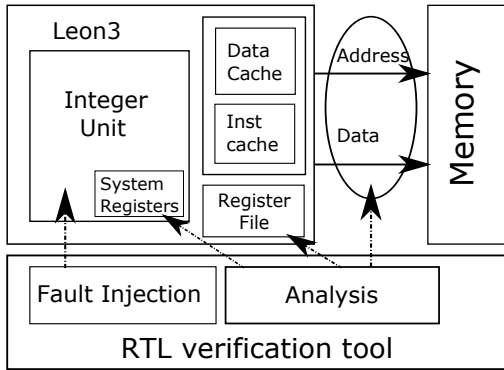 Leon3
Data
Cache
Address
Integer
Unit
Inst
cache
Data
Memory
System
Registers
Register
File
Fault Injection
Analysis
RTL verification tool